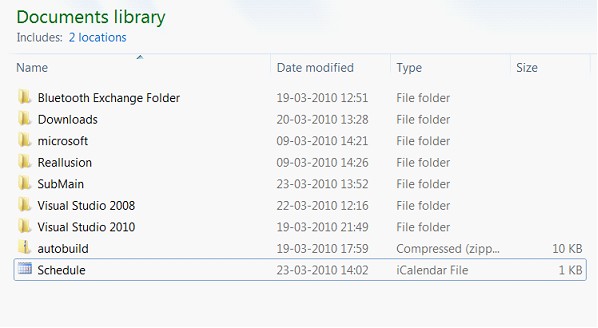 Documents library
Includes: 2 locations
Name Date modified Type Size
Bluetooth Exchange Folder 19-03-2010 12:51 File folder
Downloads 20-03-2010 13:28 File folder
microsoft 09-03-2010 14:21 File folder
Reallusion 09-03-2010 14:26 File folder
SubMain 23-03-2010 13:52 File folder
Visual Studio 2008 22-03-2010 12:16 File folder
Visual Studio 2010 19-03-2010 21:49 File folder
autobuild 19-03-2010 17:59 Compressed (zipp... 10 KB
Schedule 23-03-2010 14:02 iCalendar File 1 KB